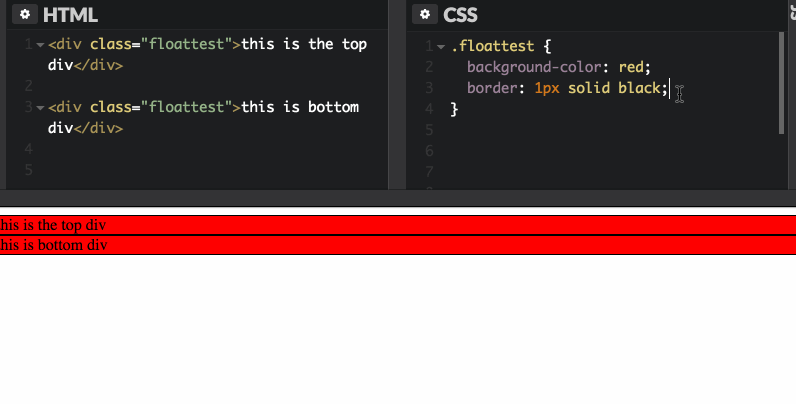 HTML
1 <div class="floattest">this is the top
div</div>
2
3 <div class="floattest">this is bottom
div</div>
4
5
CSS
1 .floattest {
2 background-color: red;
3 border: 1px solid black;
4 }
5
6
7
his is the top div
his is bottom div